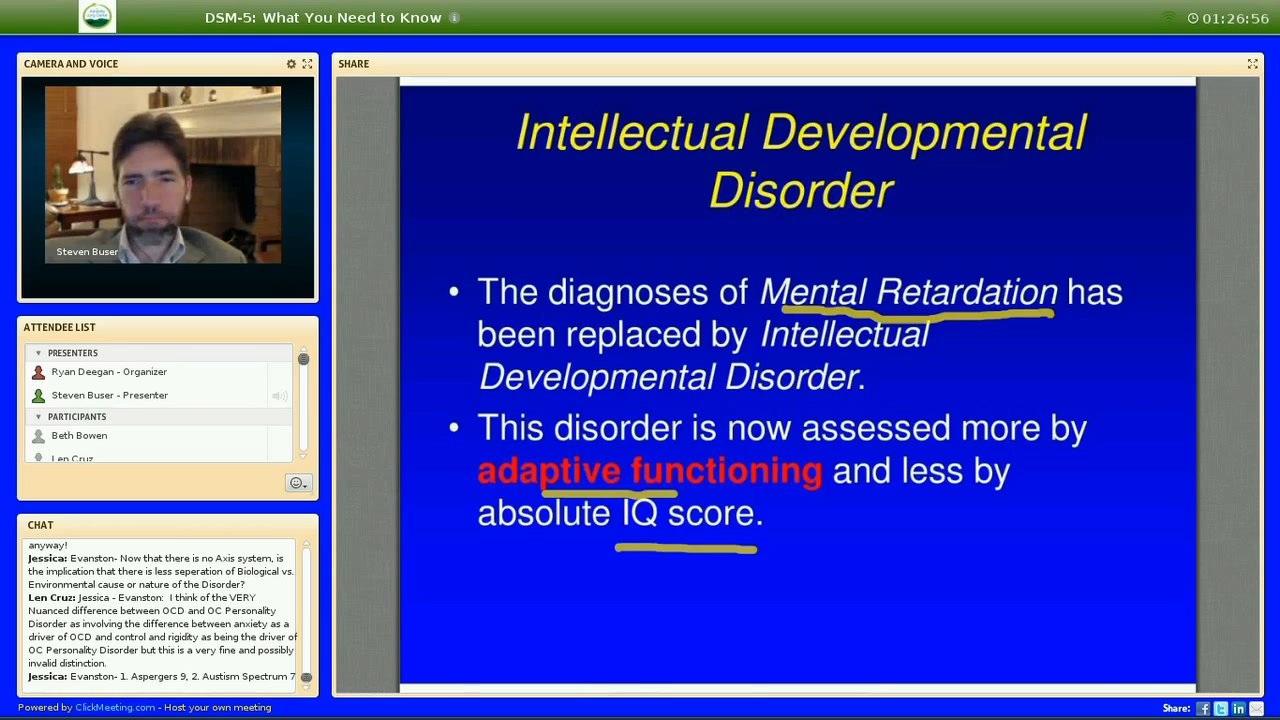 DSM-5: What You Need to Know
01:26:56
CAMERA AND VOICE
Steven Buser
ATTENDEE LIST
PRESENTERS
Ryan Deegan - Organizer
Steven Buser - Presenter
PARTICIPANTS
Beth Bowen
Len Cruz
CHAT
anyway!
Jessica: Evanston- Now that there is no Axis system, is
the implication that there is less seperation of Biological vs.
Environmental cause or nature of the Disorder?
Len Cruz: Jessica - Evanston:  I think of the VERY
Nuanced difference between OCD and OC Personality
Disorder as involving the difference between anxiety as a
driver of OCD and control and rigidity as being the driver of
OC Personality Disorder but this is a very fine and possibly
invalid distinction.
Jessica: Evanston- 1. Aspergers 9, 2. Austism Spectrum 7
SHARE
Intellectual Developmental
Disorder
• The diagnoses of Mental Retardation has
been replaced by Intellectual
Developmental Disorder.
• This disorder is now assessed more by
adaptive functioning and less by
absolute IQ score.
Powered by ClickMeeting.com - Host your own meeting
Share: